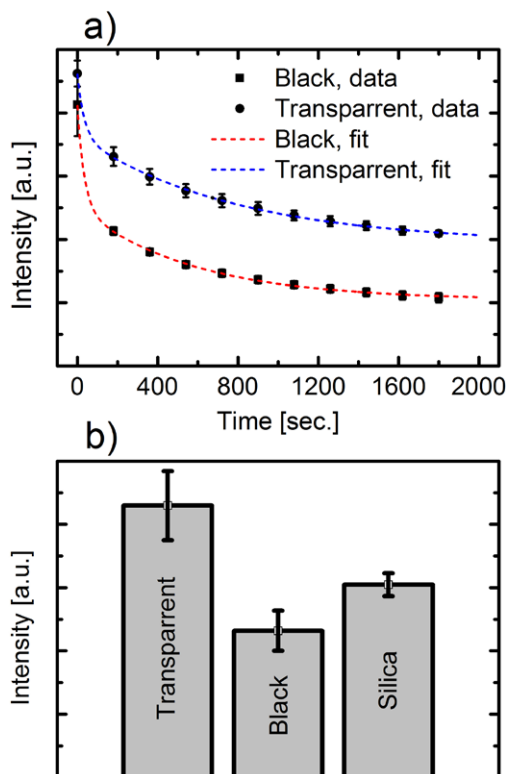 a)
Black, data
Transparrent, data
Black, fit
Transparrent, fit
Intensity [a.u.]
0 400 800 1200 1600 2000
Time [sec.]
b)
Intensity [a.u.]
Transparrent
Black
Silica